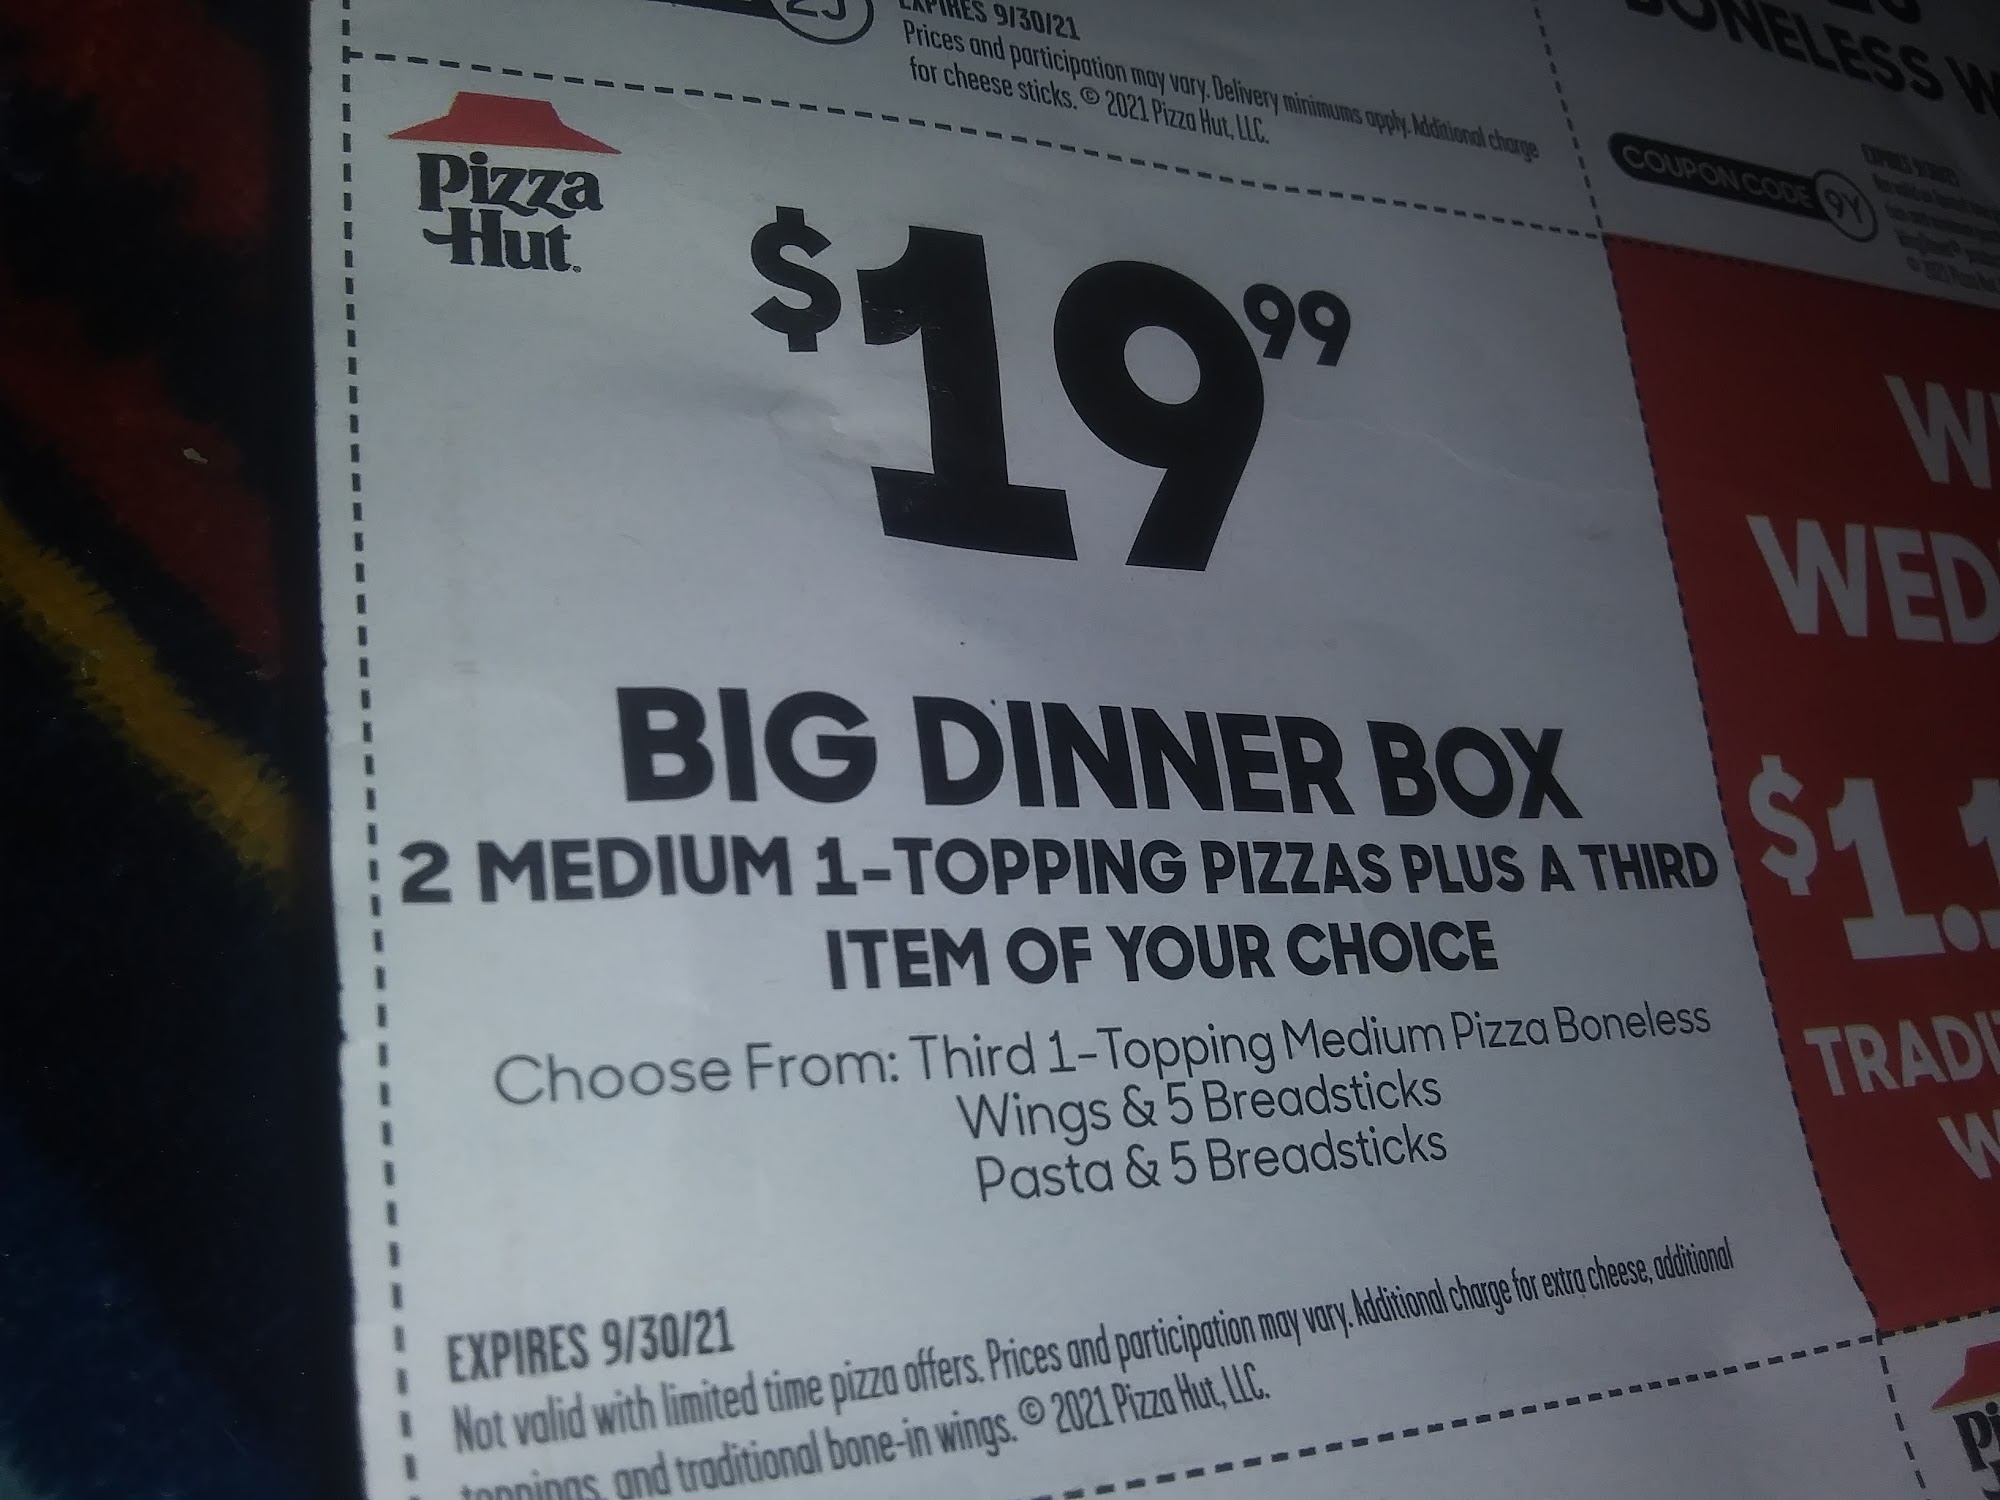 EXPIRES 9/30/21
Prices and participation may vary. Delivery minimums apply. Additional charge
for cheese sticks. © 2021 Pizza Hut, LLC.
BONELESS W
COUPON CODE 9Y
Pizza
Hut
$19 99
BIG DINNER BOX
2 MEDIUM 1-TOPPING PIZZAS PLUS A THIRD
ITEM OF YOUR CHOICE
Choose From: Third 1-Topping Medium Pizza Boneless
Wings & 5 Breadsticks
Pasta & 5 Breadsticks
EXPIRES 9/30/21
Not valid with limited time pizza offers. Prices and participation may vary. Additional charge for extra cheese, additional
toppings, and traditional bone-in wings. © 2021 Pizza Hut, LLC.
W
WED
$1.1
TRADI
W
Pi